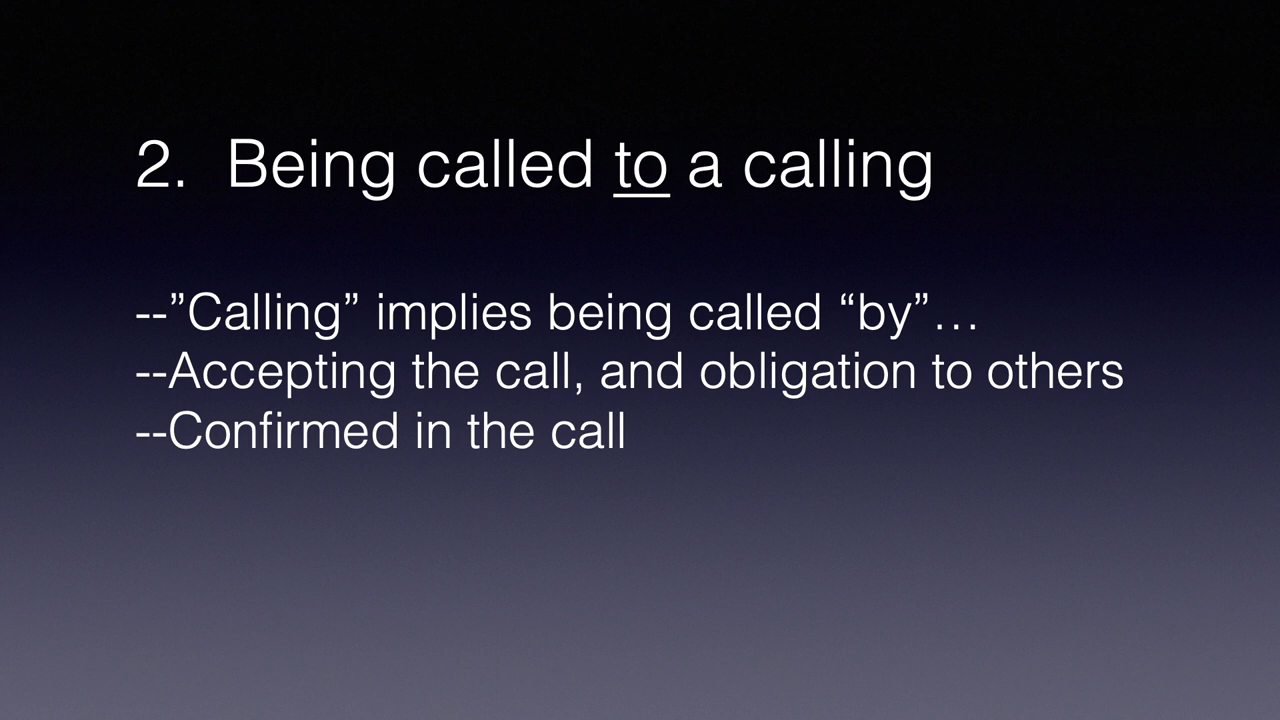 2. Being called to a calling
--”Calling” implies being called “by”…
--Accepting the call, and obligation to others
--Confirmed in the call